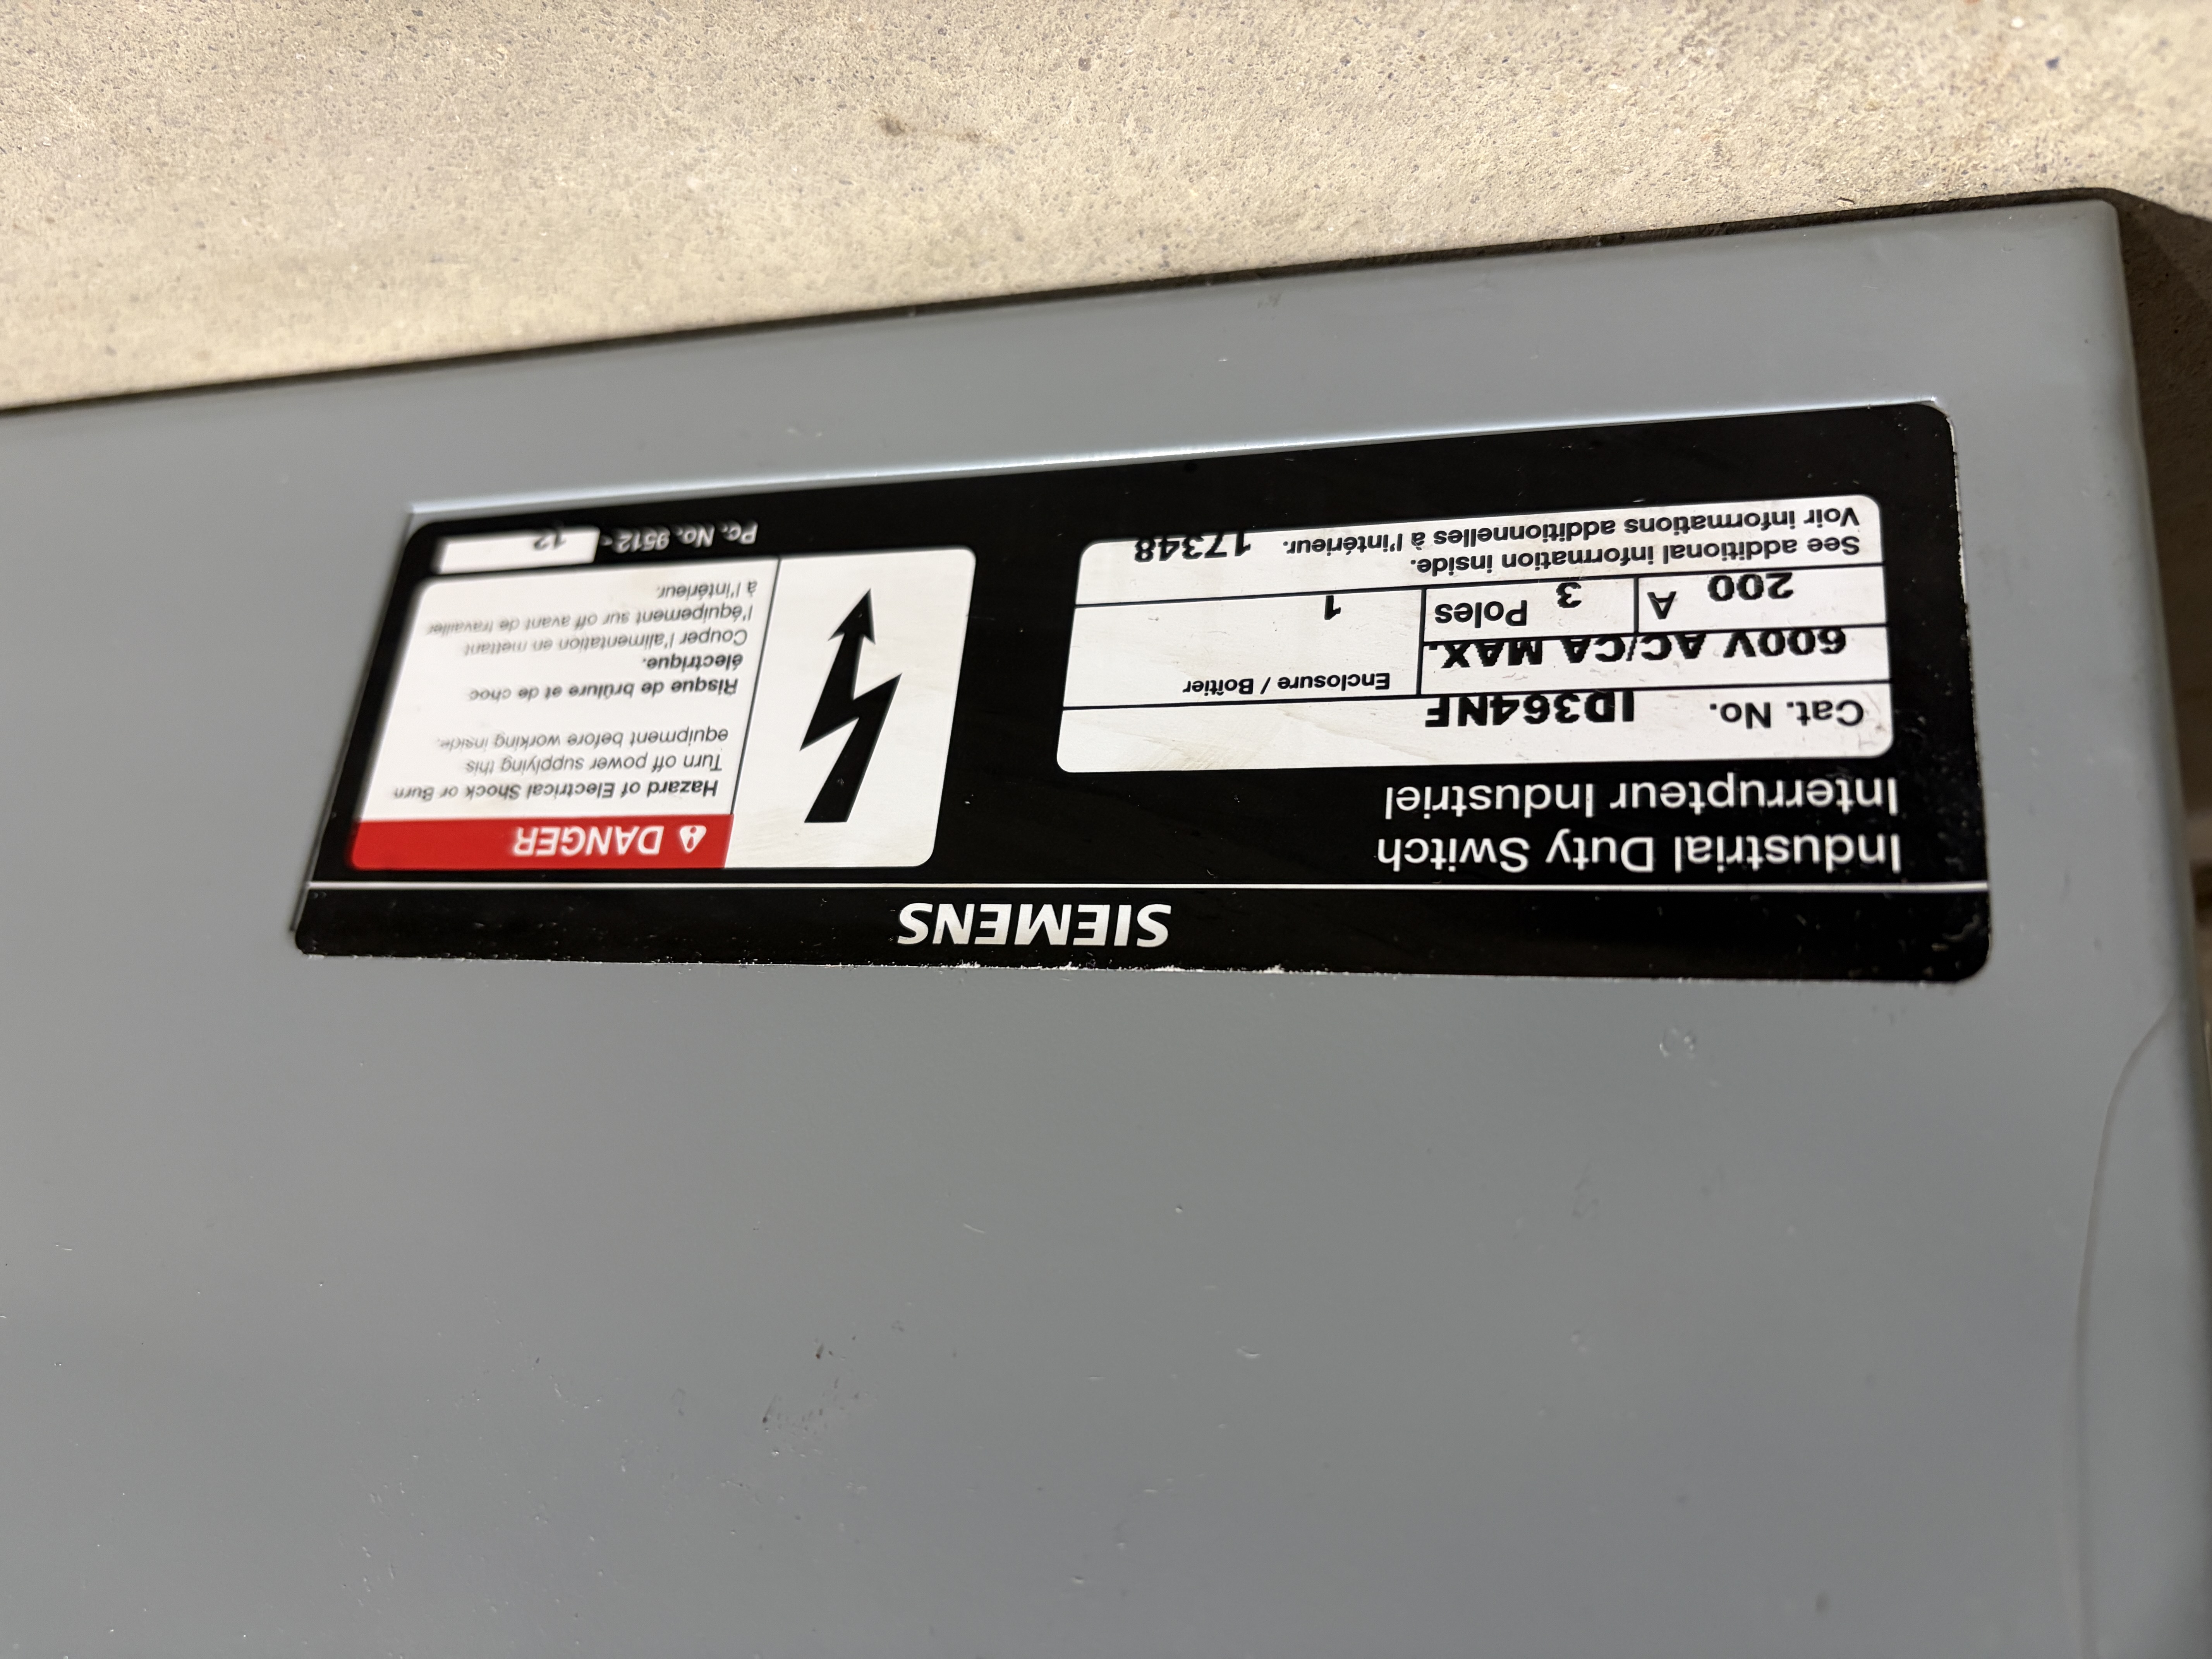 SIEMENS
Industrial Duty Switch
Interrupteur Industriel
Cat. No. ID364NF
600V AC/CA MAX.
200 A 3 Poles
Enclosure / Boîtier
1
See additional information inside.
Voir informations additionnelles à l'intérieur. 17348
DANGER
Hazard of Electrical Shock or Burn
Turn off power supplying this
equipment before working inside.
Risque de brûlure et de choc
électrique.
Couper l'alimentation en mettant
l'équipement sur off avant de travailler
à l'intérieur.
Pc. No. 9512- 12